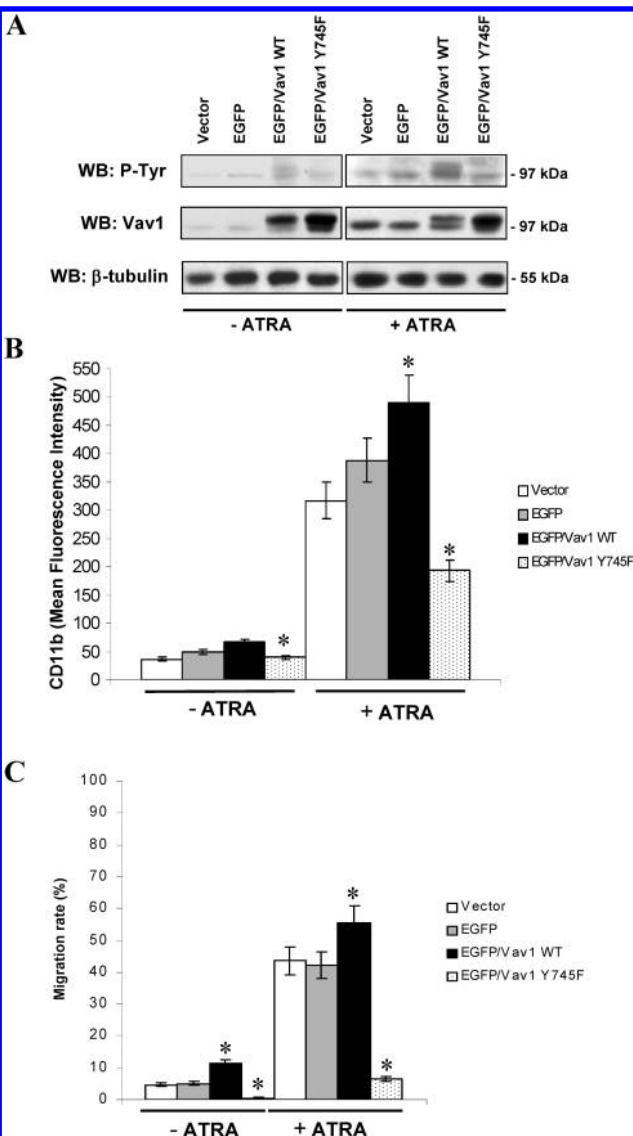 A
Vector
EGFP
EGFP/Vav1 WT
EGFP/Vav1 Y745F
Vector
EGFP
EGFP/Vav1 WT
EGFP/Vav1 Y745F
WB: P-Tyr
- 97 kDa
WB: Vav1
- 97 kDa
WB: β-tubulin
- 55 kDa
- ATRA
+ ATRA
B
CD11b (Mean Fluorescence Intensity)
550
500
450
400
350
300
250
200
150
100
50
0
*
*
*
Vector
EGFP
EGFP/Vav1 WT
EGFP/Vav1 Y745F
- ATRA
+ ATRA
C
Migration rate (%)
100
90
80
70
60
50
40
30
20
10
0
*
*
*
*
Vector
EGFP
EGFP/Vav1 WT
EGFP/Vav1 Y745F
- ATRA
+ ATRA